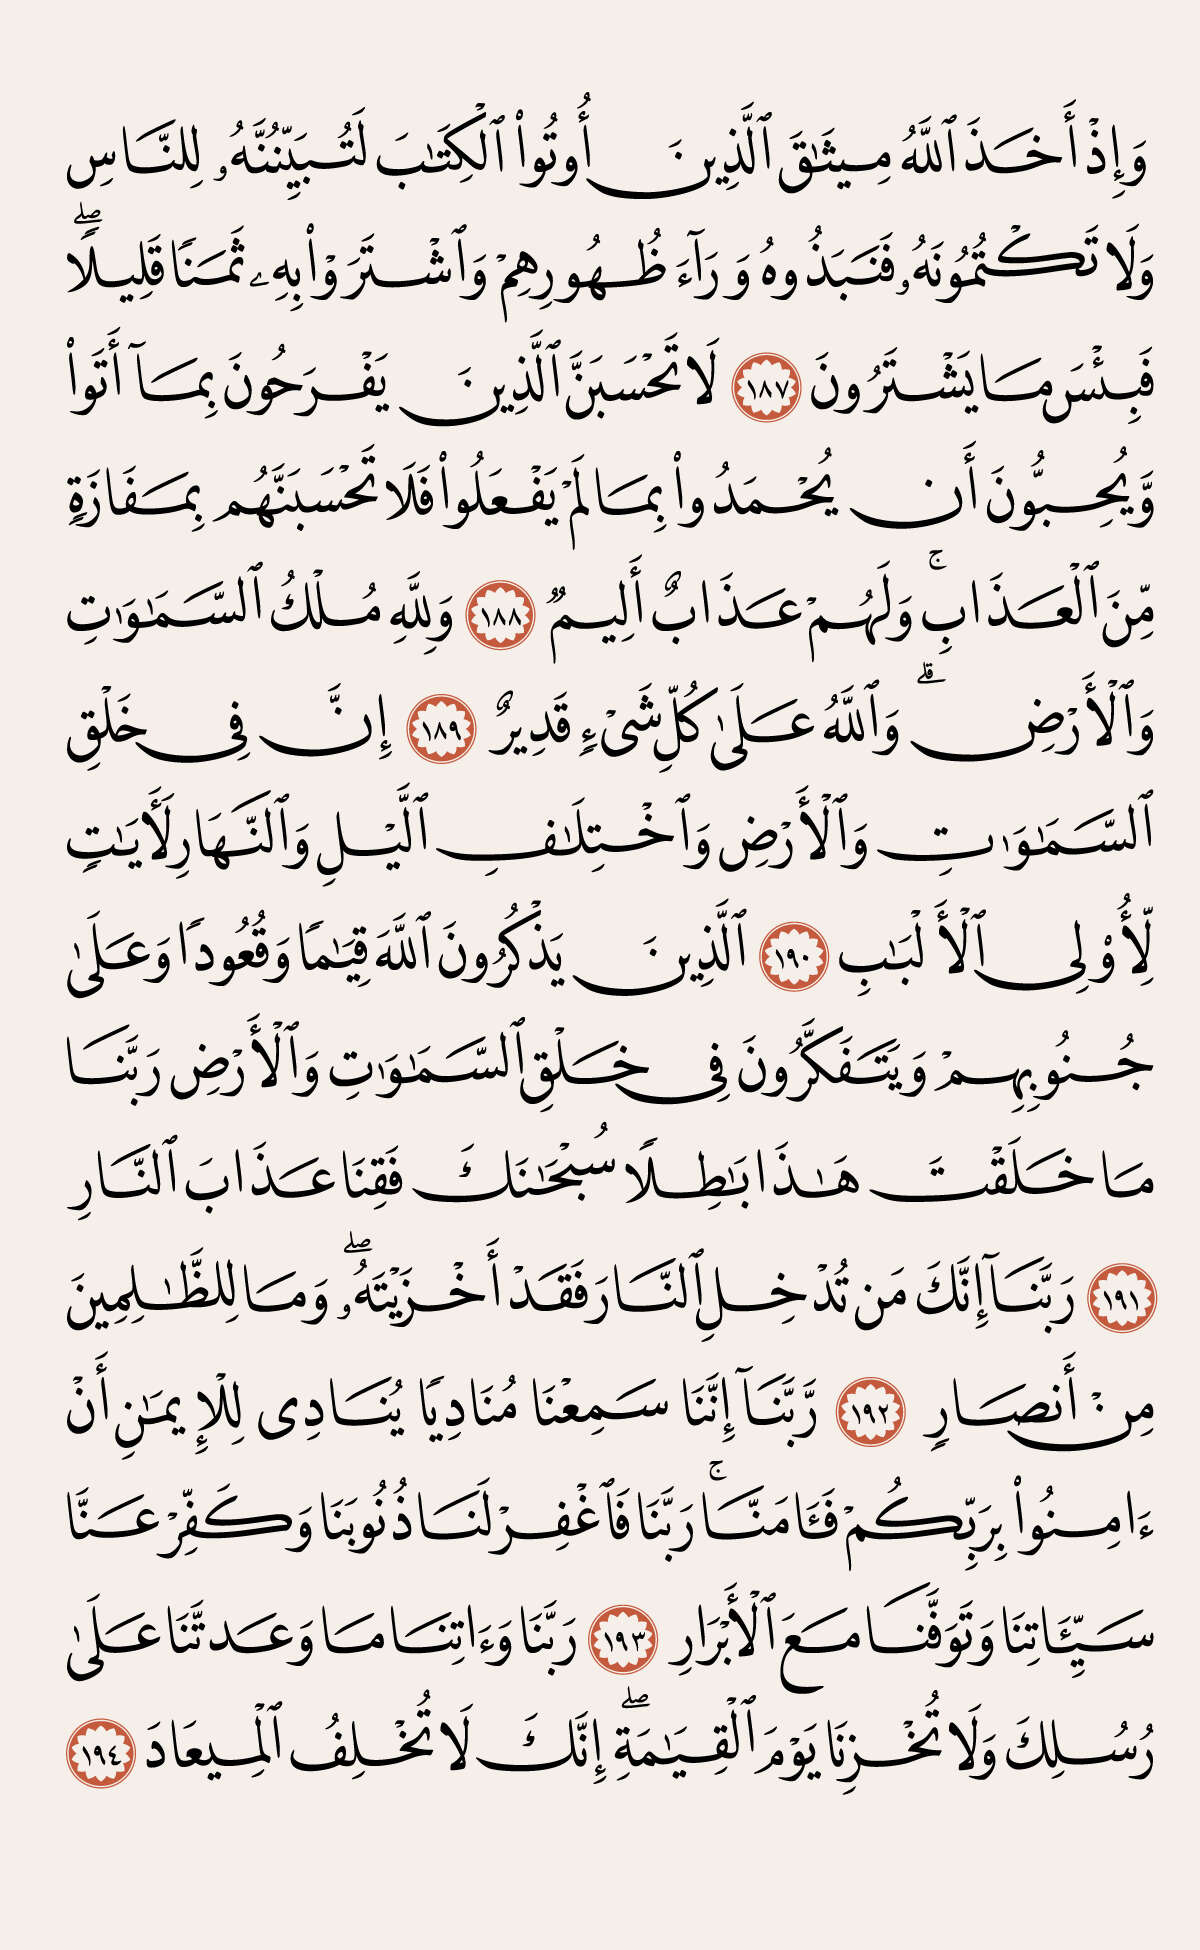 وَإِذْ أَخَذَ ٱللَّهُ مِيثَٰقَ ٱلَّذِينَ أُوتُوا۟ ٱلْكِتَٰبَ لَتُبَيِّنُنَّهُۥ لِلنَّاسِ
وَلَا تَكْتُمُونَهُۥ فَنَبَذُوهُ وَرَآءَ ظُهُورِهِمْ وَٱشْتَرَوْا۟ بِهِۦ ثَمَنًا قَلِيلًا ۖ
فَبِئْسَ مَا يَشْتَرُونَ ١٨٧ لَا تَحْسَبَنَّ ٱلَّذِينَ يَفْرَحُونَ بِمَآ أَتَوا۟
وَّيُحِبُّونَ أَن يُحْمَدُوا۟ بِمَا لَمْ يَفْعَلُوا۟ فَلَا تَحْسَبَنَّهُم بِمَفَازَةٍ
مِّنَ ٱلْعَذَابِ ۚ وَلَهُمْ عَذَابٌ أَلِيمٌ ١٨٨ وَلِلَّهِ مُلْكُ ٱلسَّمَٰوَٰتِ
وَٱلْأَرْضِ ۗ وَٱللَّهُ عَلَىٰ كُلِّ شَىْءٍ قَدِيرٌ ١٨٩ إِنَّ فِى خَلْقِ
ٱلسَّمَٰوَٰتِ وَٱلْأَرْضِ وَٱخْتِلَٰفِ ٱلَّيْلِ وَٱلنَّهَارِ لَأَيَٰتٍ
لِّأُو۟لِى ٱلْأَلْبَٰبِ ١٩٠ ٱلَّذِينَ يَذْكُرُونَ ٱللَّهَ قِيَٰمًا وَقُعُودًا وَعَلَىٰ
جُنُوبِهِمْ وَيَتَفَكَّرُونَ فِى خَلْقِ ٱلسَّمَٰوَٰتِ وَٱلْأَرْضِ رَبَّنَا
مَا خَلَقْتَ هَٰذَا بَٰطِلًا سُبْحَٰنَكَ فَقِنَا عَذَابَ ٱلنَّارِ
١٩١ رَبَّنَآ إِنَّكَ مَن تُدْخِلِ ٱلنَّارَ فَقَدْ أَخْزَيْتَهُۥ ۖ وَمَا لِلظَّٰلِمِينَ
مِنْ أَنصَارٍ ١٩٢ رَّبَّنَآ إِنَّنَا سَمِعْنَا مُنَادِيًا يُنَادِى لِلْإِيمَٰنِ أَنْ
ءَامِنُوا۟ بِرَبِّكُمْ فَـَٔامَنَّا ۚ رَبَّنَا فَٱغْفِرْ لَنَا ذُنُوبَنَا وَكَفِّرْ عَنَّا
سَيِّـَٔاتِنَا وَتَوَفَّنَا مَعَ ٱلْأَبْرَارِ ١٩٣ رَبَّنَا وَءَاتِنَا مَا وَعَدتَّنَا عَلَىٰ
رُسُلِكَ وَلَا تُخْزِنَا يَوْمَ ٱلْقِيَٰمَةِ ۖ إِنَّكَ لَا تُخْلِفُ ٱلْمِيعَادَ ١٩٤